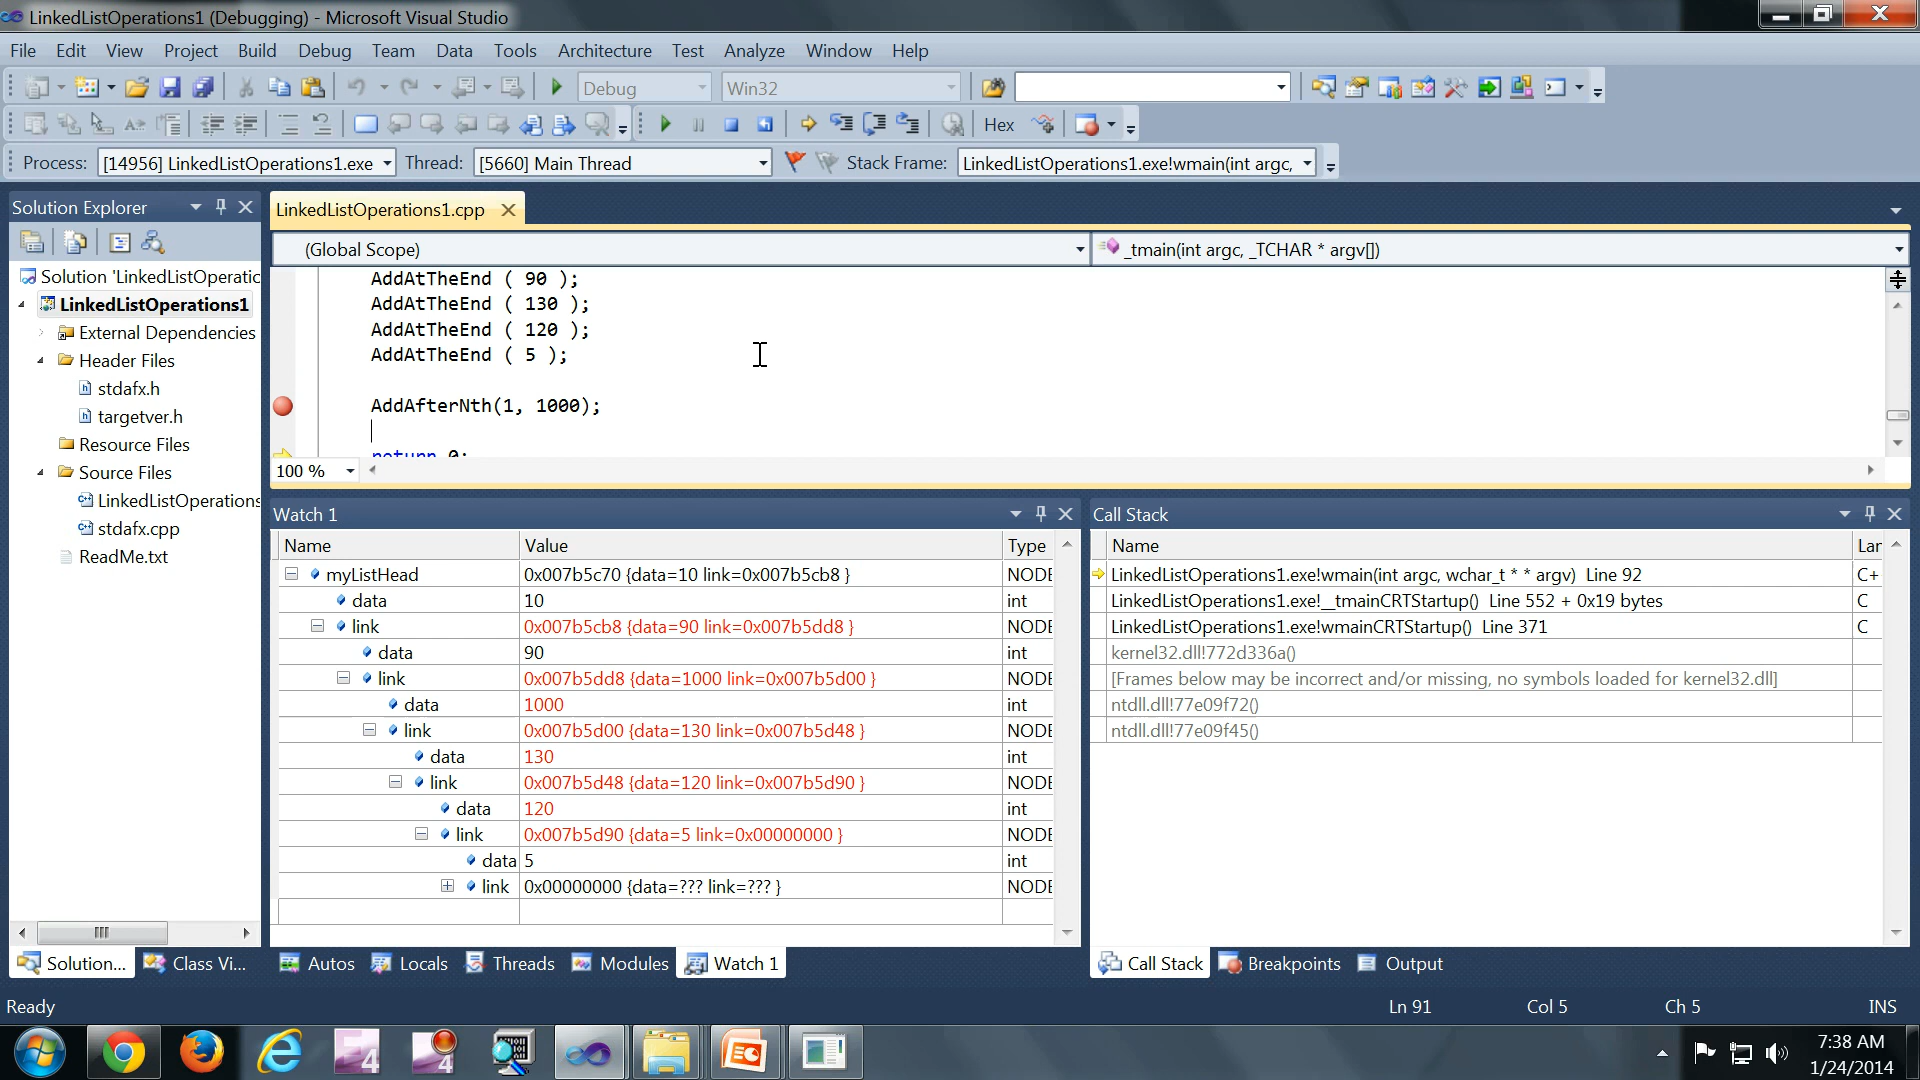 LinkedListOperations1 (Debugging) - Microsoft Visual Studio
File Edit View Project Build Debug Team Data Tools Architecture Test Analyze Window Help
Debug Win32
Hex
Process: [14956] LinkedListOperations1.exe Thread: [5660] Main Thread Stack Frame: LinkedListOperations1.exe!wmain(int argc,
Solution Explorer
Solution 'LinkedListOperatic
LinkedListOperations1
External Dependencies
Header Files
stdafx.h
targetver.h
Resource Files
Source Files
LinkedListOperations
stdafx.cpp
ReadMe.txt
LinkedListOperations1.cpp
(Global Scope) _tmain(int argc, _TCHAR * argv[])
AddAtTheEnd ( 90 );
AddAtTheEnd ( 130 );
AddAtTheEnd ( 120 );
AddAtTheEnd ( 5 );
AddAfterNth(1, 1000);
return 0;
100 %
Watch 1
Name Value Type
myListHead 0x007b5c70 {data=10 link=0x007b5cb8 } NODE
data 10 int
link 0x007b5cb8 {data=90 link=0x007b5dd8 } NODE
data 90 int
link 0x007b5dd8 {data=1000 link=0x007b5d00 } NODE
data 1000 int
link 0x007b5d00 {data=130 link=0x007b5d48 } NODE
data 130 int
link 0x007b5d48 {data=120 link=0x007b5d90 } NODE
data 120 int
link 0x007b5d90 {data=5 link=0x00000000 } NODE
data 5 int
link 0x00000000 {data=??? link=??? } NODE
Call Stack
Name Lar
LinkedListOperations1.exe!wmain(int argc, wchar_t * * argv) Line 92 C+
LinkedListOperations1.exe!__tmainCRTStartup() Line 552 + 0x19 bytes C
LinkedListOperations1.exe!wmainCRTStartup() Line 371 C
kernel32.dll!772d336a()
[Frames below may be incorrect and/or missing, no symbols loaded for kernel32.dll]
ntdll.dll!77e09f72()
ntdll.dll!77e09f45()
Solution... Class Vi... Autos Locals Threads Modules Watch 1 Call Stack Breakpoints Output
Ready Ln 91 Col 5 Ch 5 INS
7:38 AM
1/24/2014